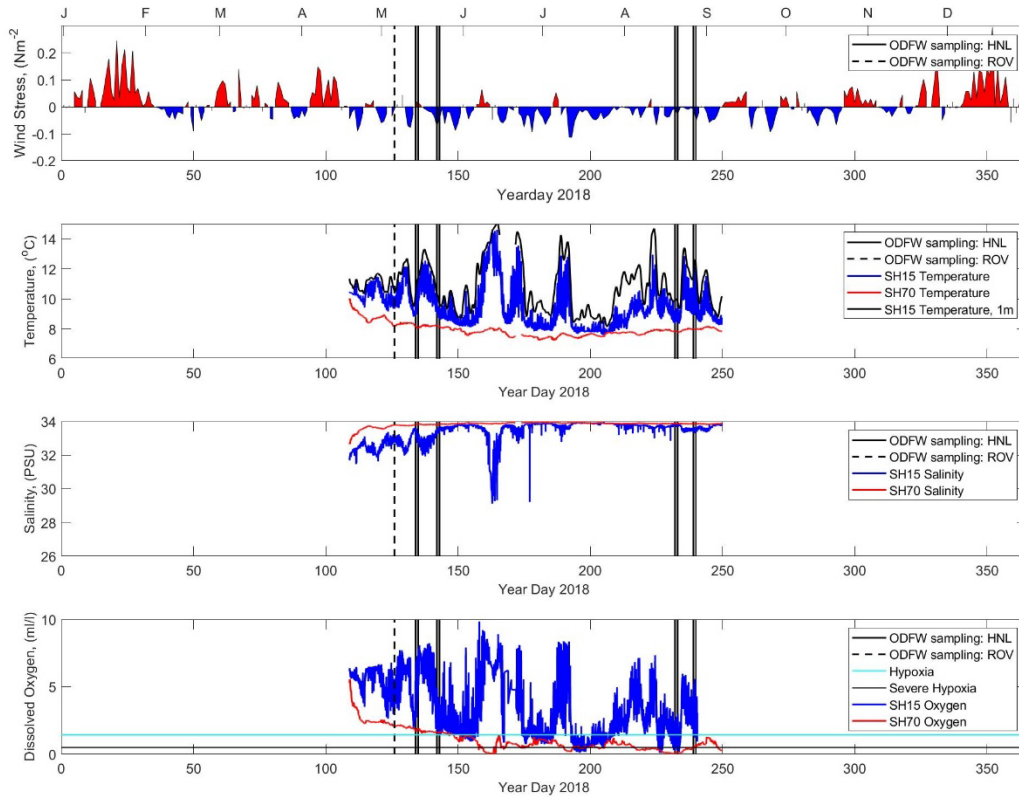 J F M A M J J A S O N D
0.2
0.1
0
-0.1
-0.2
Wind Stress, (Nm-2
ODFW sampling: HNL
ODFW sampling: ROV
0 50 100 150 200 250 300 350
Yearday 2018
14
12
10
8
6
Temperature, (oC)
ODFW sampling: HNL
ODFW sampling: ROV
SH15 Temperature
SH70 Temperature
SH15 Temperature, 1m
0 50 100 150 200 250 300 350
Year Day 2018
34
32
30
28
26
Salinity, (PSU)
ODFW sampling: HNL
ODFW sampling: ROV
SH15 Salinity
SH70 Salinity
0 50 100 150 200 250 300 350
Year Day 2018
10
5
0
Dissolved Oxygen, (ml/l)
ODFW sampling: HNL
ODFW sampling: ROV
Hypoxia
Severe Hypoxia
SH15 Oxygen
SH70 Oxygen
0 50 100 150 200 250 300 350
Year Day 2018